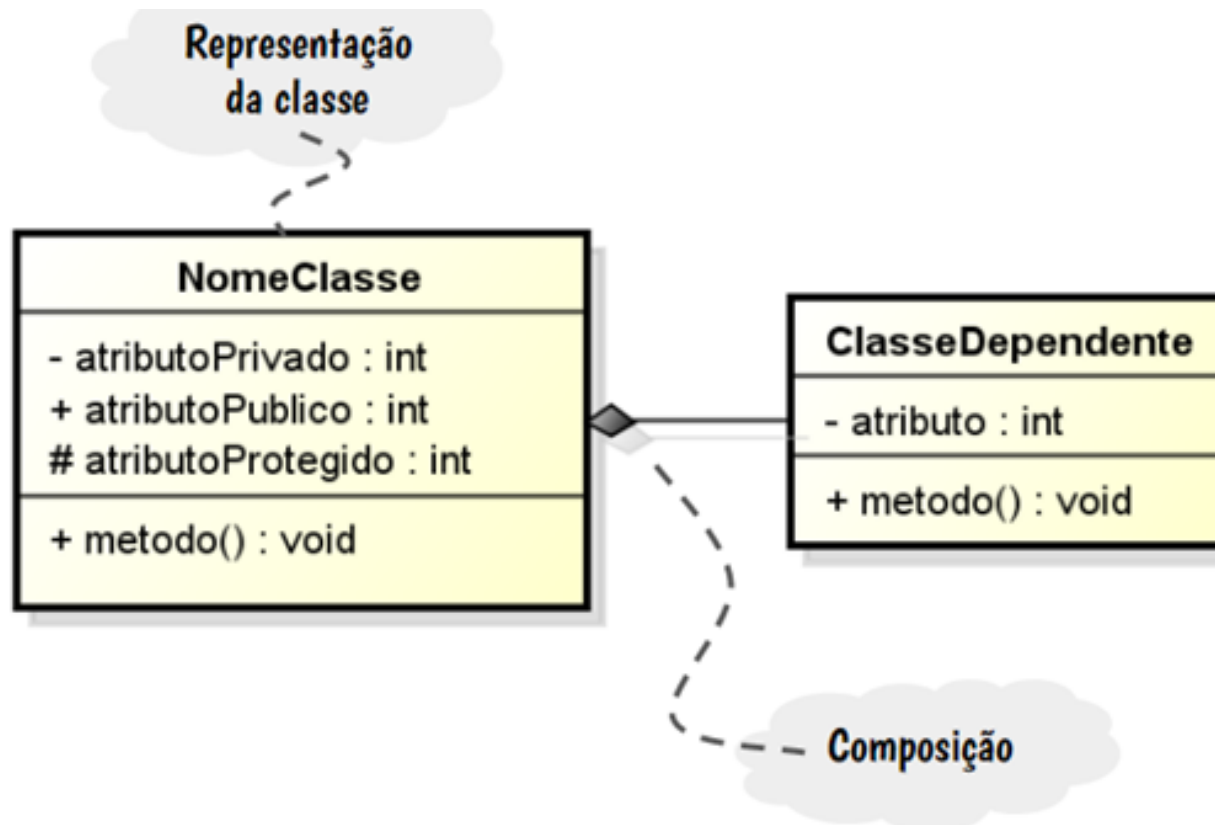 Representação
da classe
NomeClasse
- atributoPrivado : int
+ atributoPublico : int
# atributoProtegido : int
+ metodo() : void
ClasseDependente
- atributo : int
+ metodo() : void
Composição